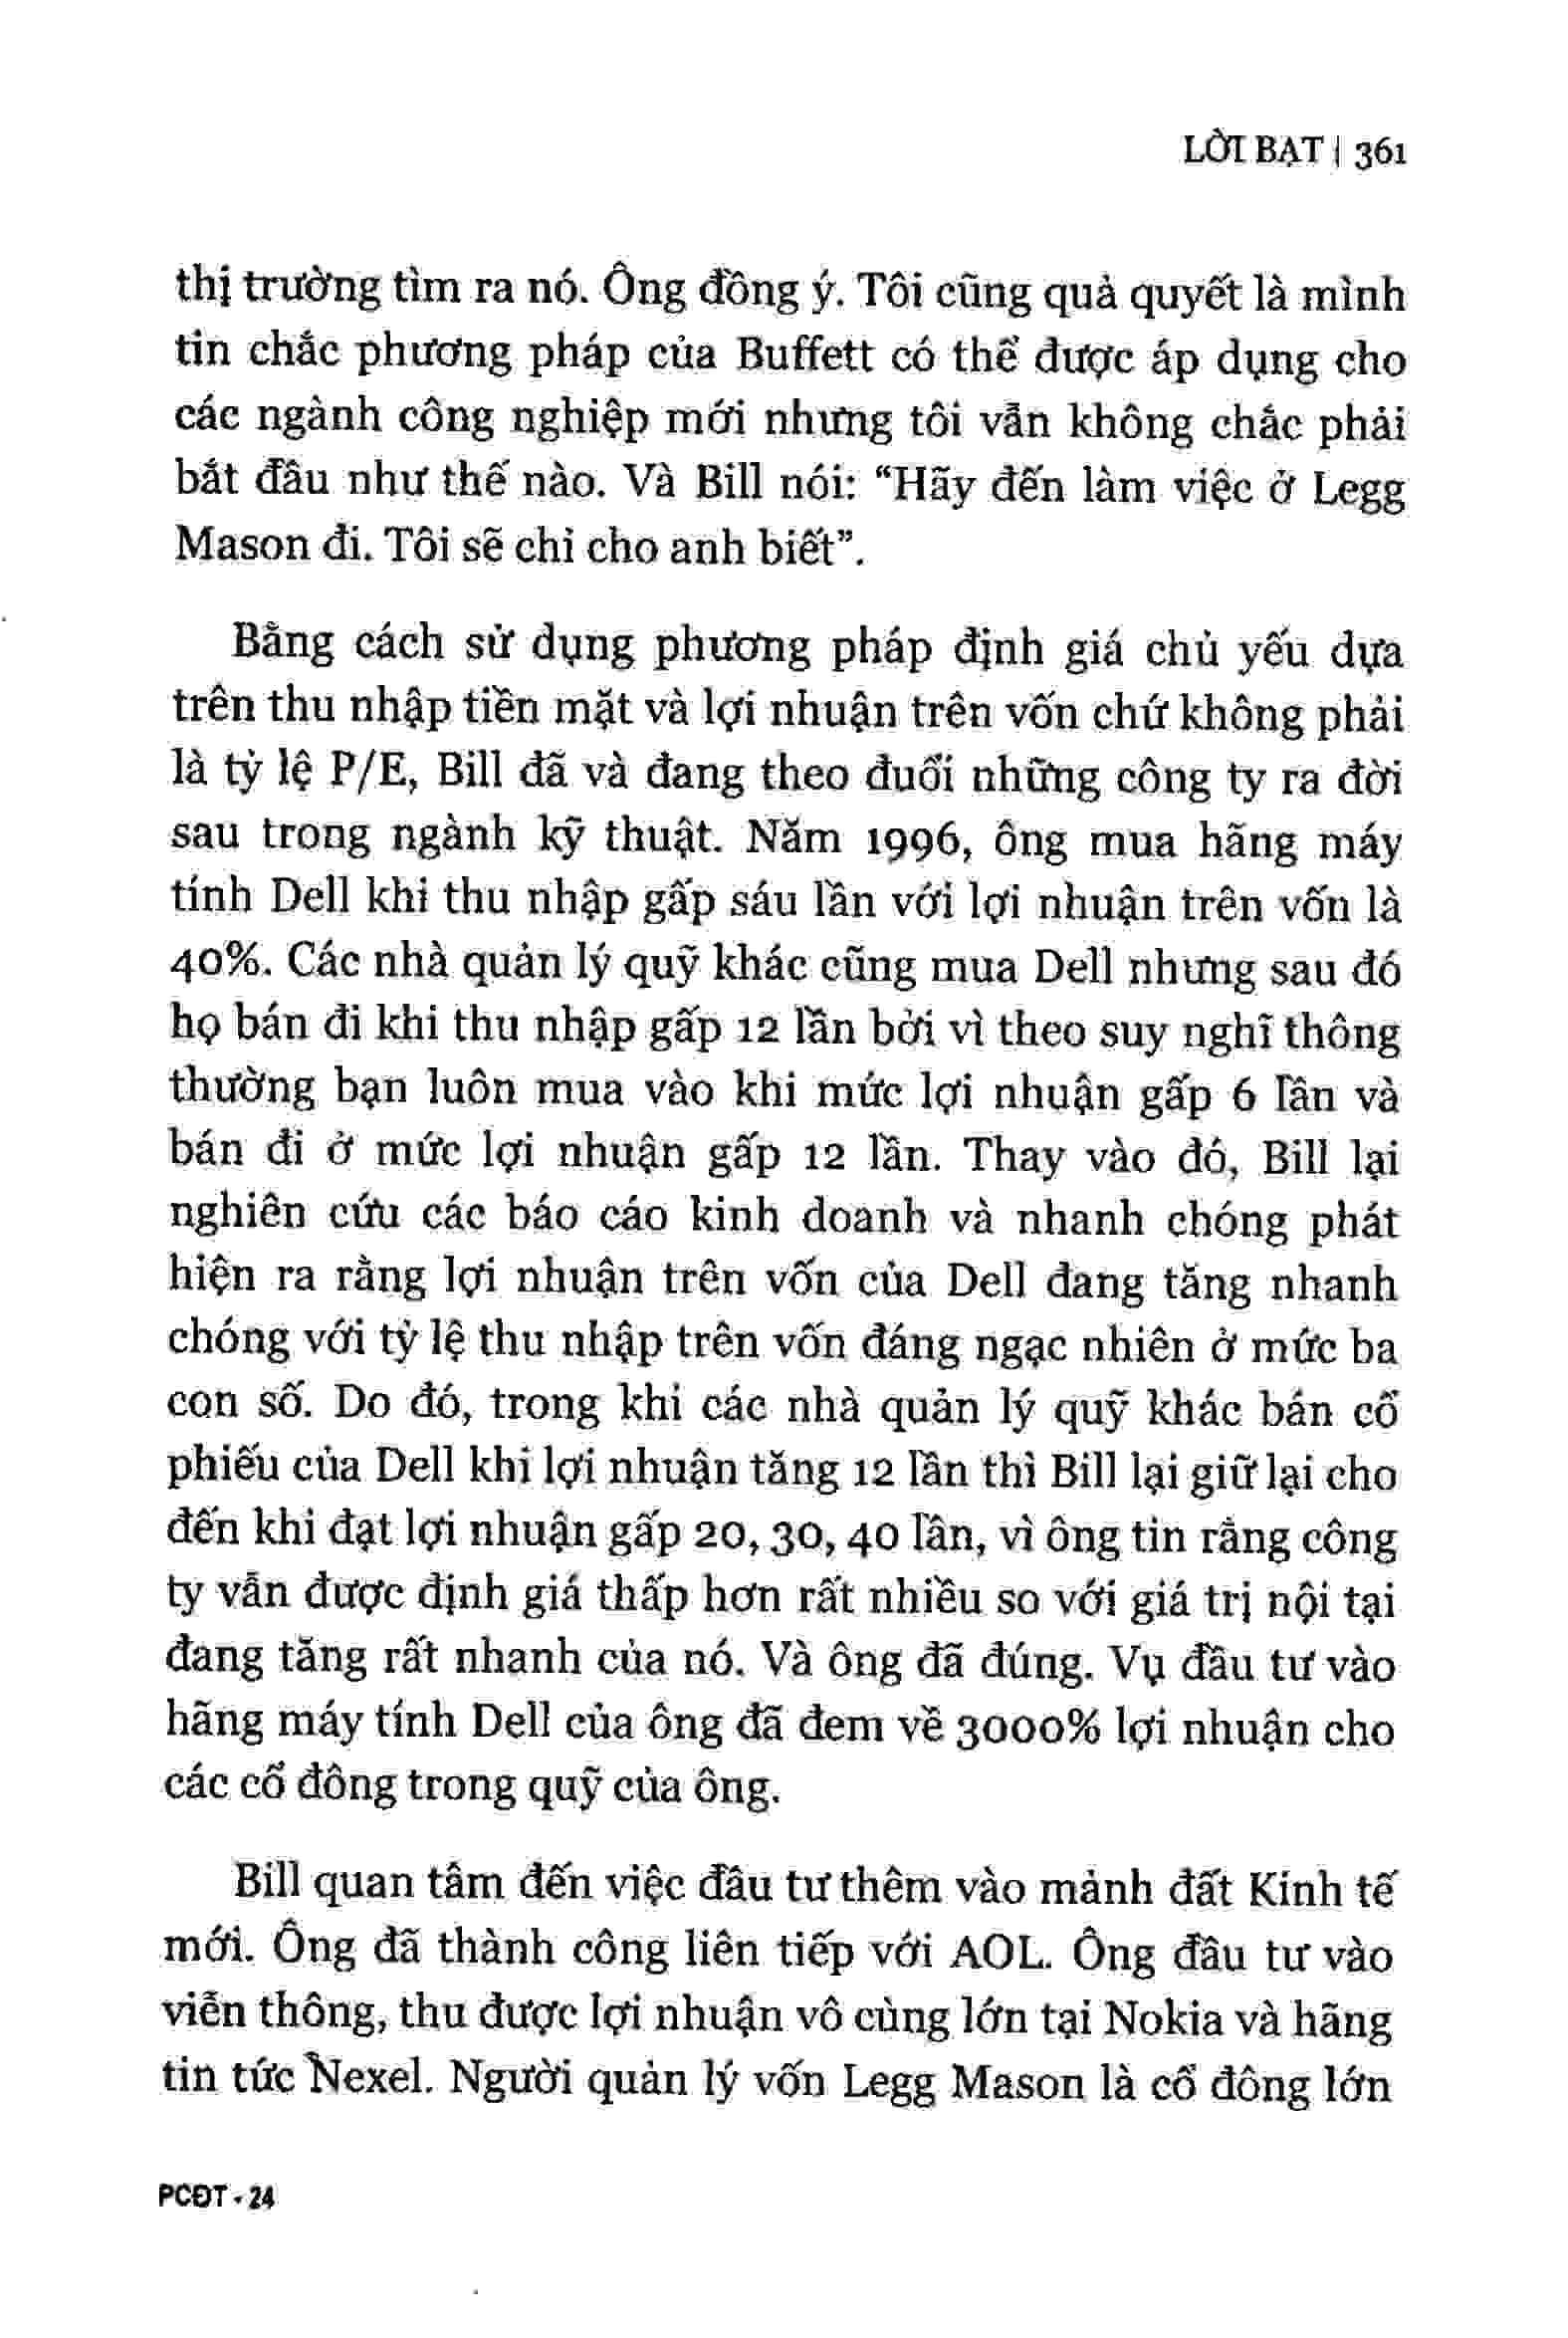 LỜI BẠT | 361
thị trường tìm ra nó. Ông đồng ý. Tôi cũng quả quyết là mình
tin chắc phương pháp của Buffett có thể được áp dụng cho
các ngành công nghiệp mới nhưng tôi vẫn không chắc phải
bắt đầu như thế nào. Và Bill nói: “Hãy đến làm việc ở Legg
Mason đi. Tôi sẽ chỉ cho anh biết”.
Bằng cách sử dụng phương pháp định giá chủ yếu dựa
trên thu nhập tiền mặt và lợi nhuận trên vốn chứ không phải
là tỷ lệ P/E, Bill đã và đang theo đuổi những công ty ra đời
sau trong ngành kỹ thuật. Năm 1996, ông mua hãng máy
tính Dell khi thu nhập gấp sáu lần với lợi nhuận trên vốn là
40%. Các nhà quản lý quỹ khác cũng mua Dell nhưng sau đó
họ bán đi khi thu nhập gấp 12 lần bởi vì theo suy nghĩ thông
thường bạn luôn mua vào khi mức lợi nhuận gấp 6 lần và
bán đi ở mức lợi nhuận gấp 12 lần. Thay vào đó, Bill lại
nghiên cứu các báo cáo kinh doanh và nhanh chóng phát
hiện ra rằng lợi nhuận trên vốn của Dell đang tăng nhanh
chóng với tỷ lệ thu nhập trên vốn đáng ngạc nhiên ở mức ba
con số. Do đó, trong khi các nhà quản lý quỹ khác bán cổ
phiếu của Dell khi lợi nhuận tăng 12 lần thì Bill lại giữ lại cho
đến khi đạt lợi nhuận gấp 20, 30, 40 lần, vì ông tin rằng công
ty vẫn được định giá thấp hơn rất nhiều so với giá trị nội tại
đang tăng rất nhanh của nó. Và ông đã đúng. Vụ đầu tư vào
hãng máy tính Dell của ông đã đem về 3000% lợi nhuận cho
các cổ đông trong quỹ của ông.
Bill quan tâm đến việc đầu tư thêm vào mảnh đất Kinh tế
mới. Ông đã thành công liên tiếp với AOL. Ông đầu tư vào
viễn thông, thu được lợi nhuận vô cùng lớn tại Nokia và hãng
tin tức Nexel. Người quản lý vốn Legg Mason là cổ đông lớn
PCĐT - 24